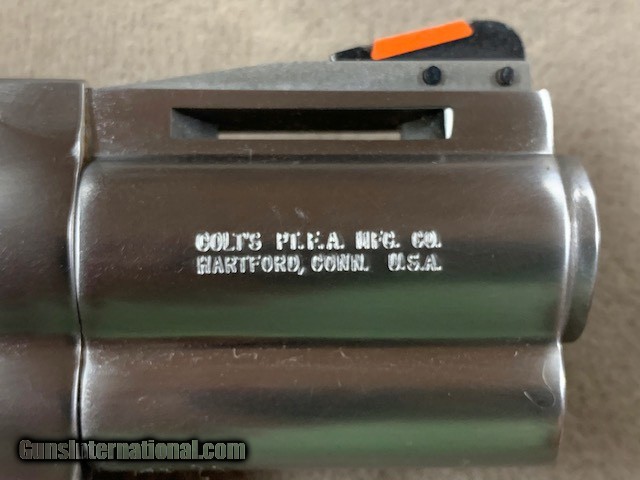 COLT'S PT. F. A. MFG. CO.
HARTFORD, CONN. U.S.A.
GunsInternational.com